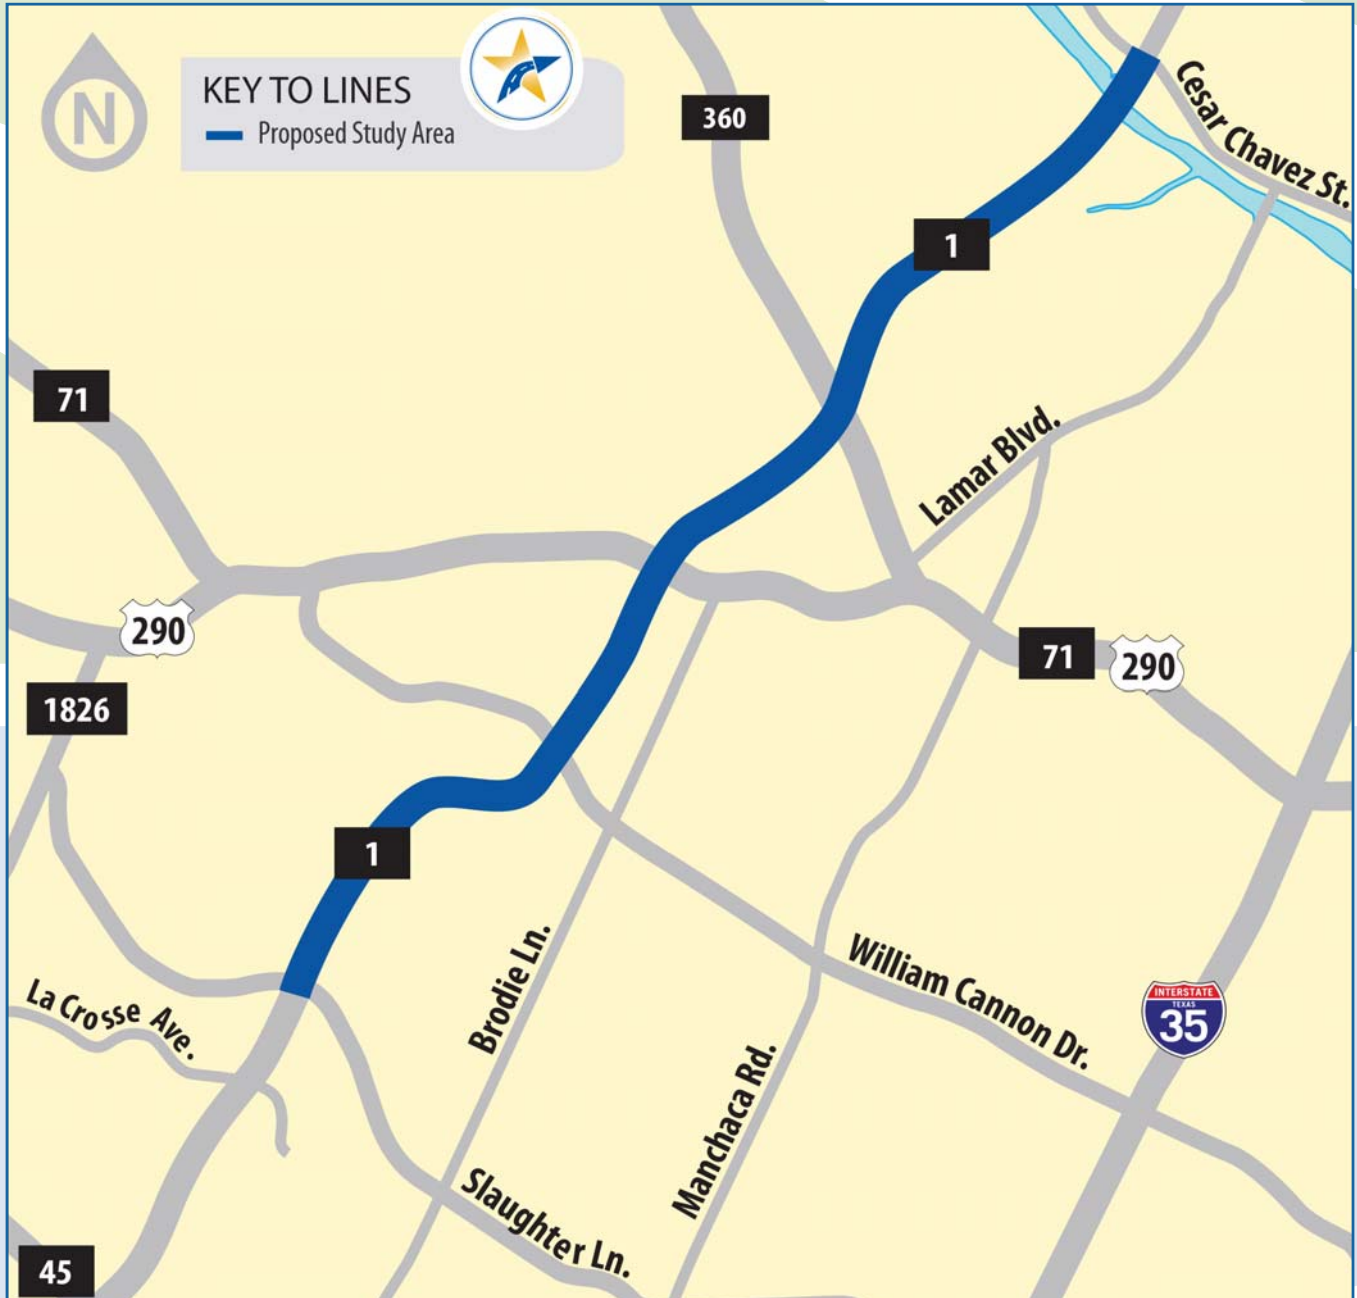 N
KEY TO LINES
Proposed Study Area
360
Cesar Chavez St.
1
71
Lamar Blvd.
290
71
290
1826
1
Brodie Ln.
William Cannon Dr.
La Crosse Ave.
INTERSTATE
TEXAS
35
Manchaca Rd.
Slaughter Ln.
45